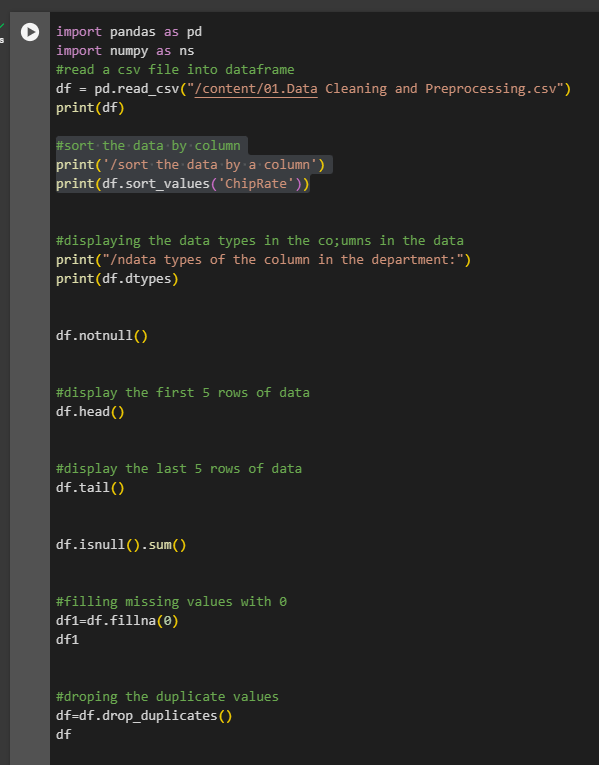 s
import pandas as pd
import numpy as ns
#read a csv file into dataframe
df = pd.read_csv("/content/01.Data Cleaning and Preprocessing.csv")
print(df)
#sort the data by column
print('/sort the data by a column')
print(df.sort_values('ChipRate'))
#displaying the data types in the co;umns in the data
print("/ndata types of the column in the department:")
print(df.dtypes)
df.notnull()
#display the first 5 rows of data
df.head()
#display the last 5 rows of data
df.tail()
df.isnull().sum()
#filling missing values with 0
df1=df.fillna(0)
df1
#droping the duplicate values
df=df.drop_duplicates()
df